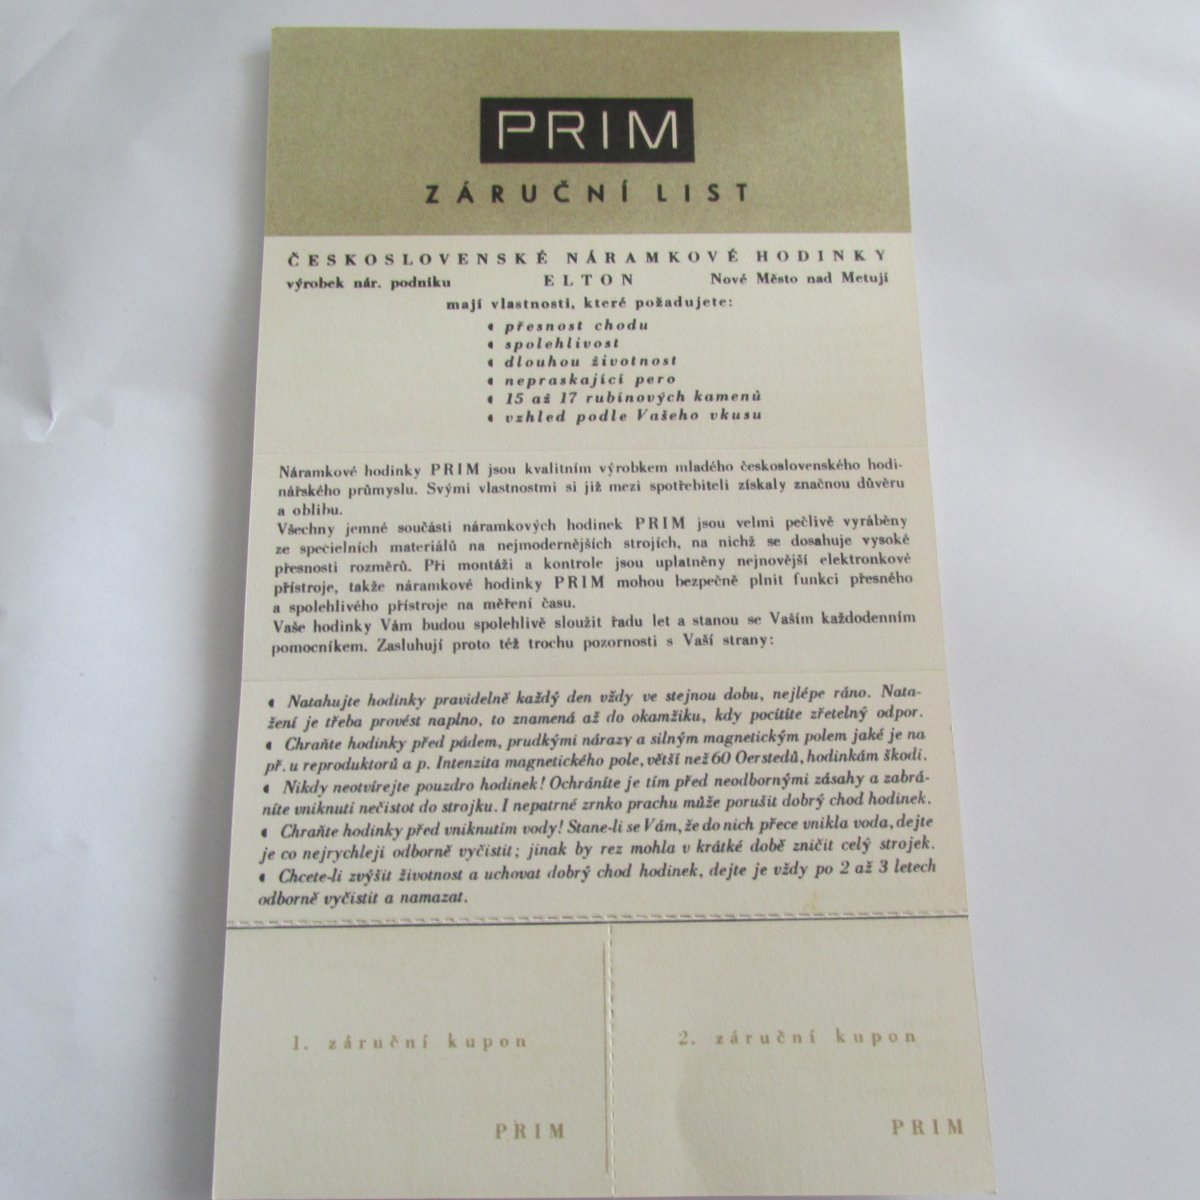 PRIM
ZÁRUČNÍ LIST
ČESKOSLOVENSKÉ NÁRAMKOVÉ HODINKY
výrobek nár. podniku ELTON Nové Město nad Metují
mají vlastnosti, které požadujete:
přesnost chodu
spolehlivost
dlouhou životnost
nepraskající pero
15 až 17 rubínových kamenů
vzhled podle Vašeho vkusu
Náramkové hodinky PRIM jsou kvalitním výrobkem mladého československého hodi-
nářského průmyslu. Svými vlastnostmi si již mezi spotřebiteli získaly značnou důvěru
a oblibu.
Všechny jemné součásti náramkových hodinek PRIM jsou velmi pečlivě vyráběny
ze specielních materiálů na nejmodernějších strojích, na nichž se dosahuje vysoké
přesnosti rozměrů. Při montáži a kontrole jsou uplatněny nejnovější elektronkové
přístroje, takže náramkové hodinky PRIM mohou bezpečně plnit funkci přesného
a spolehlivého přístroje na měření času.
Vaše hodinky Vám budou spolehlivě sloužit řadu let a stanou se Vaším každodenním
pomocníkem. Zasluhují proto též trochu pozornosti s Vaší strany:
Natahujte hodinky pravidelně každý den vždy ve stejnou dobu, nejlépe ráno. Nata-
žení je třeba provést naplno, to znamená až do okamžiku, kdy pocítíte zřetelný odpor.
Chraňte hodinky před pádem, prudkými nárazy a silným magnetickým polem jaké je na
př. u reproduktorů a p. Intenzita magnetického pole, větší než 60 Oerstedů, hodinkám škodí.
Nikdy neotvírejte pouzdro hodinek! Ochráníte je tím před neodbornými zásahy a zabrá-
níte vniknutí nečistot do strojku. I nepatrné zrnko prachu může porušit dobrý chod hodinek.
Chraňte hodinky před vniknutím vody! Stane-li se Vám, že do nich přece vnikla voda, dejte
je co nejrychleji odborně vyčistit; jinak by rez mohla v krátké době zničit celý strojek.
Chcete-li zvýšit životnost a uchovat dobrý chod hodinek, dejte je vždy po 2 až 3 letech
odborně vyčistit a namazat.
1. záruční kupon
PRIM
2. záruční kupon
PRIM